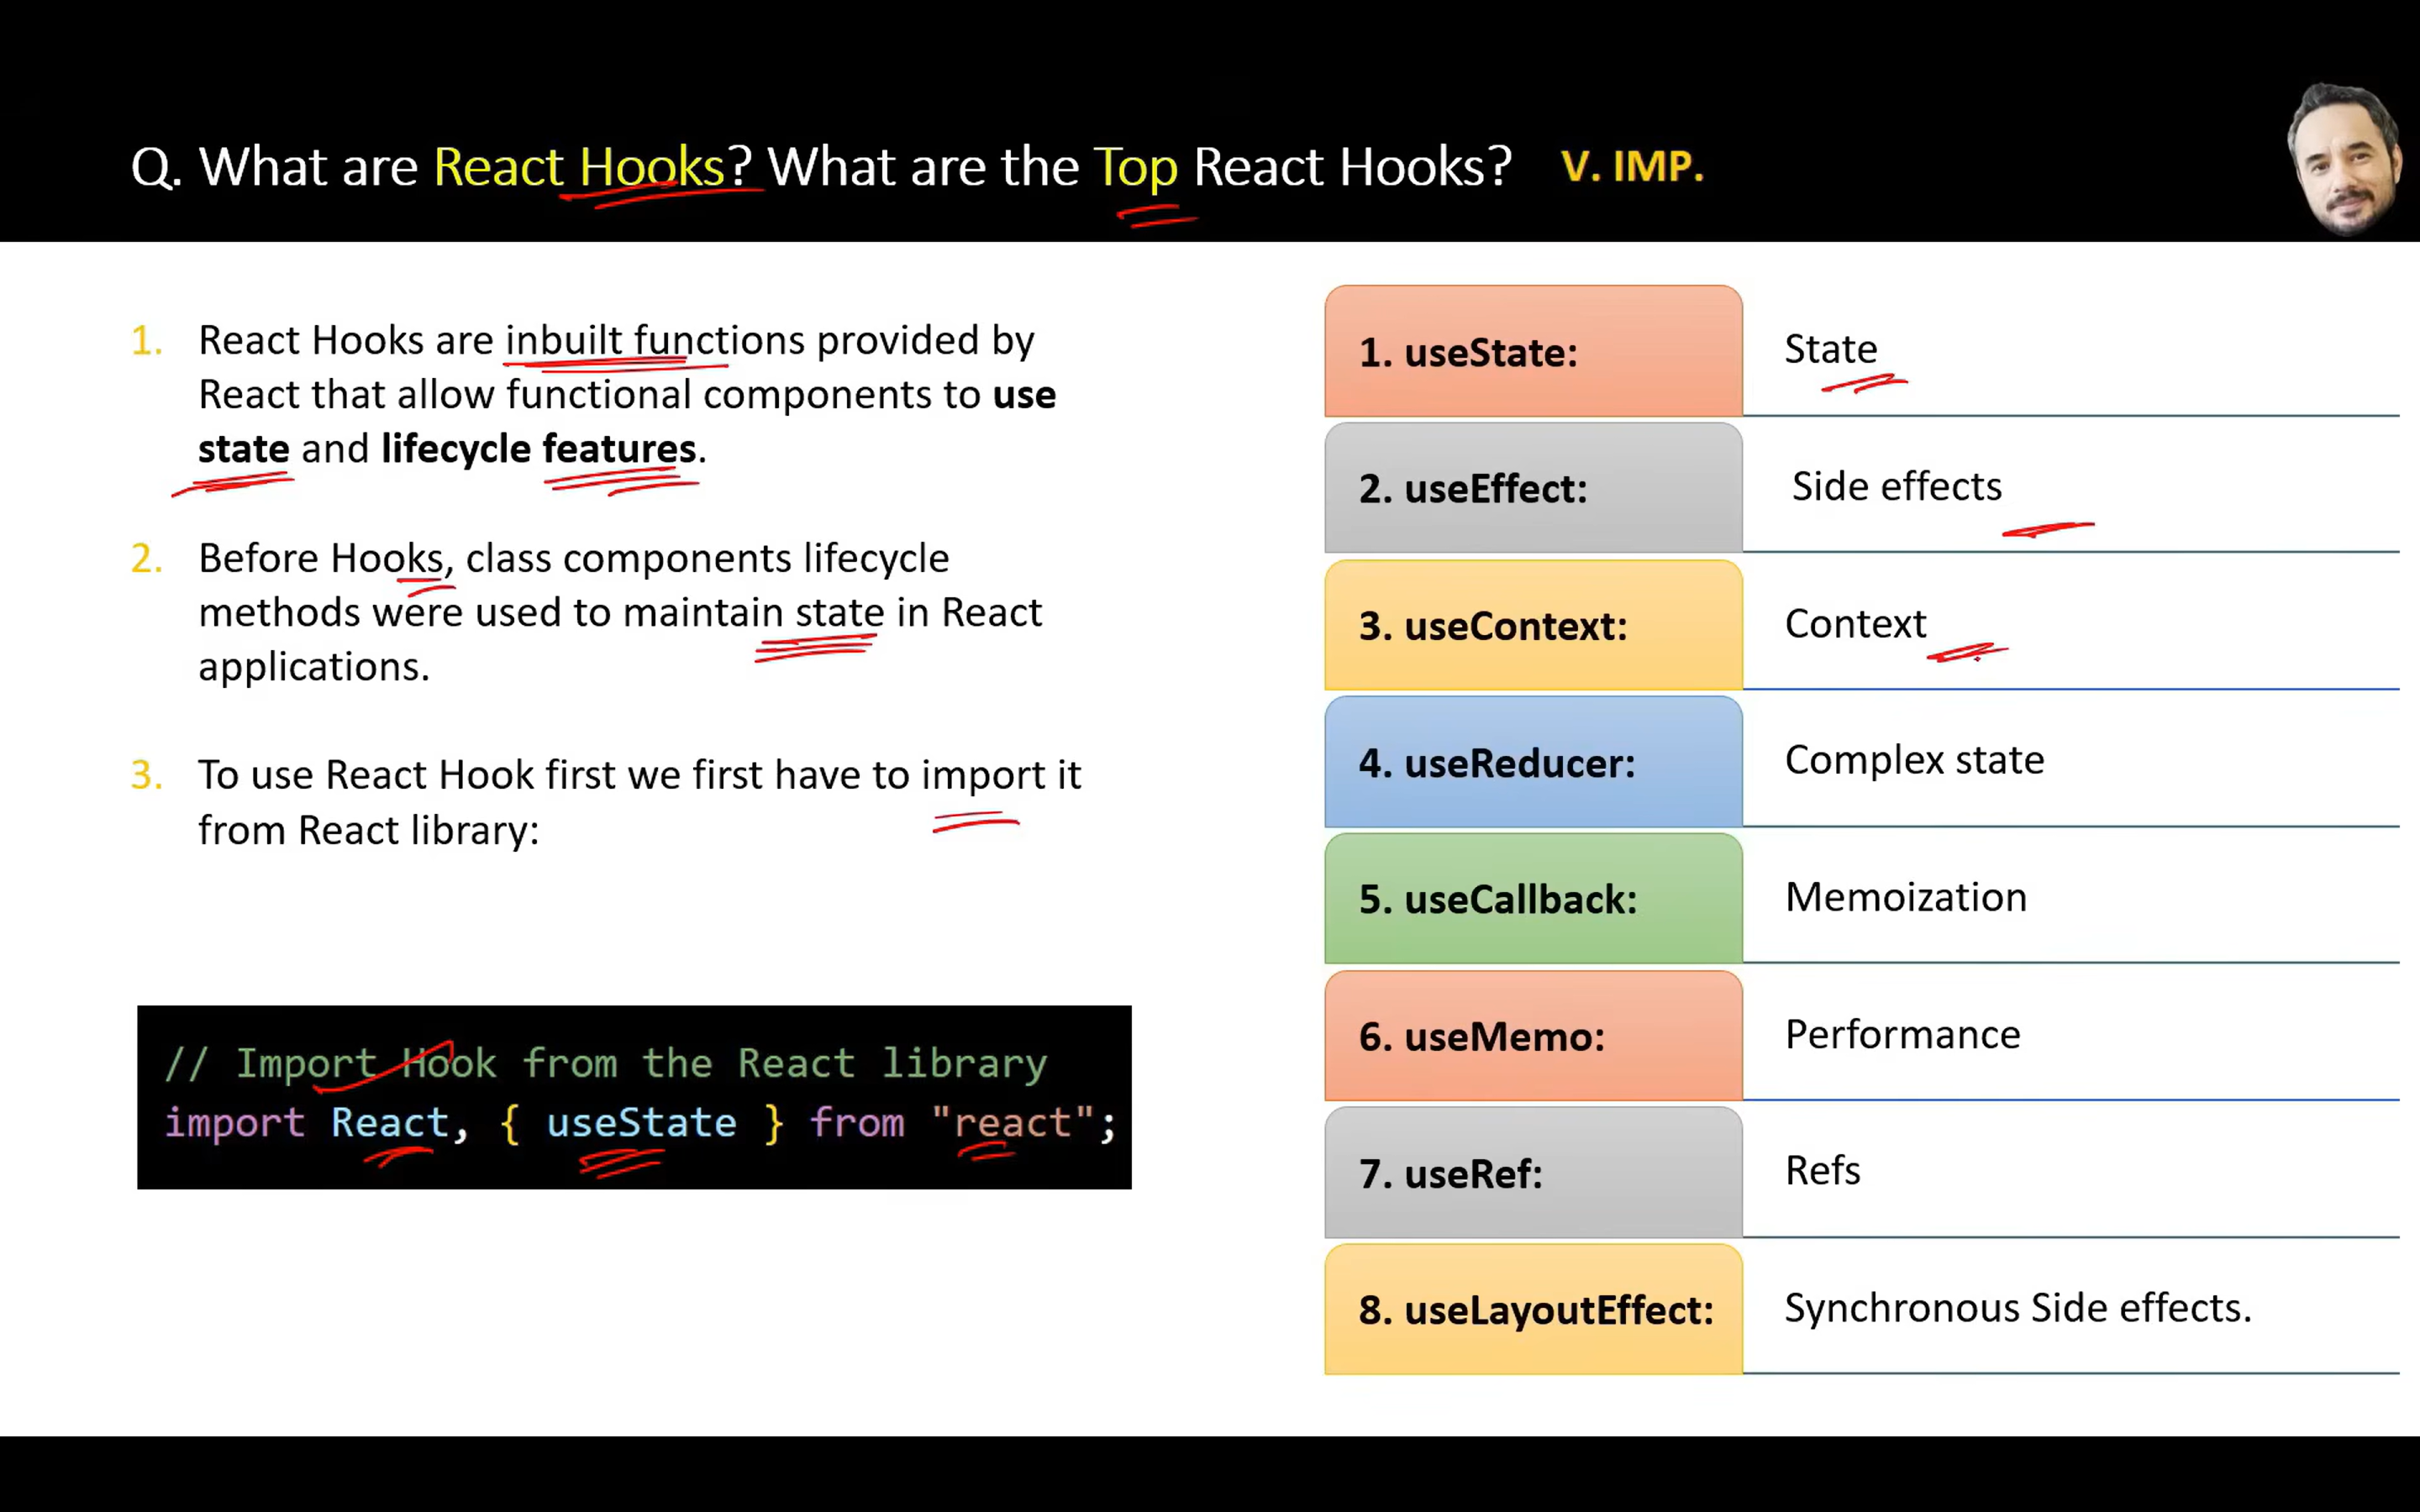 Q. What are React Hooks? What are the Top React Hooks? V. IMP.
1. React Hooks are inbuilt functions provided by
React that allow functional components to use
state and lifecycle features.
2. Before Hooks, class components lifecycle
methods were used to maintain state in React
applications.
3. To use React Hook first we first have to import it
from React library:
// Import Hook from the React library
import React, { useState } from "react";
1. useState: State
2. useEffect: Side effects
3. useContext: Context
4. useReducer: Complex state
5. useCallback: Memoization
6. useMemo: Performance
7. useRef: Refs
8. useLayoutEffect: Synchronous Side effects.